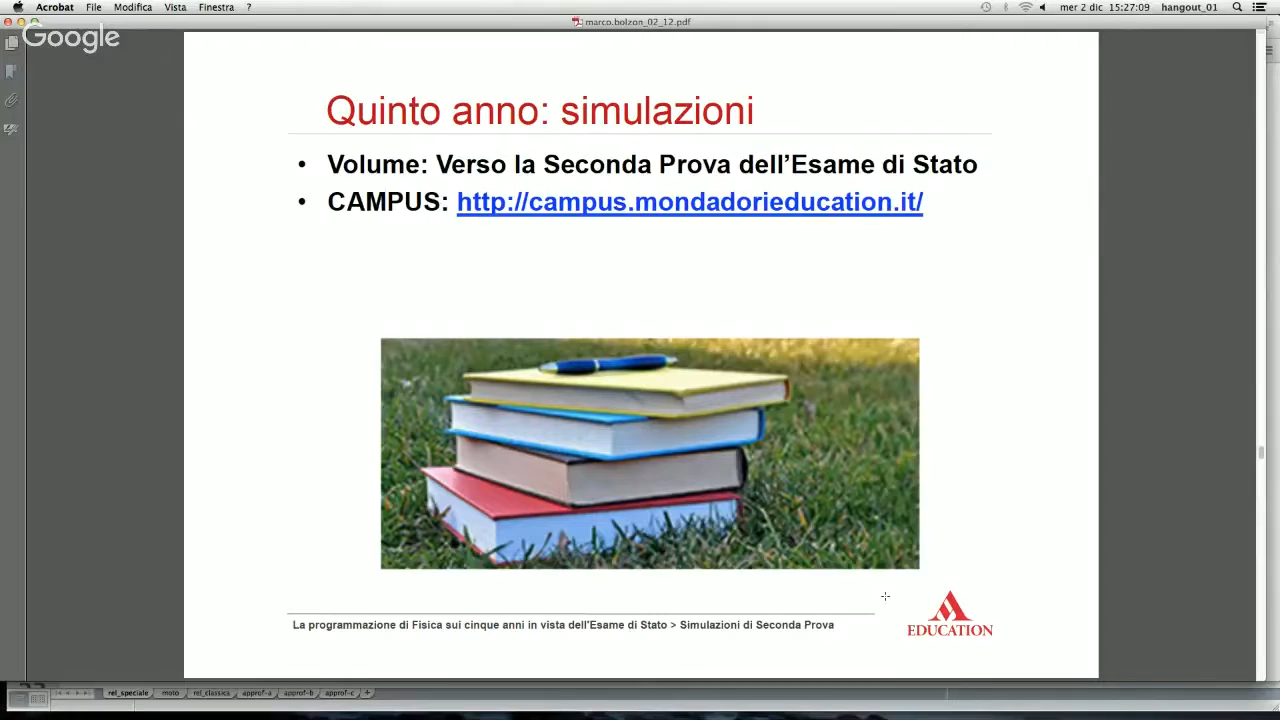 Acrobat File Modifica Vista Finestra ? mer 2 dic 15:27:09 hangout_01
marco.bolzon_02_12.pdf
Google
Quinto anno: simulazioni
• Volume: Verso la Seconda Prova dell’Esame di Stato
• CAMPUS: http://campus.mondadorieducation.it/
La programmazione di Fisica sui cinque anni in vista dell'Esame di Stato > Simulazioni di Seconda Prova
EDUCATION
rel_speciale moto rel_classics approf-a approf-b approf-c +